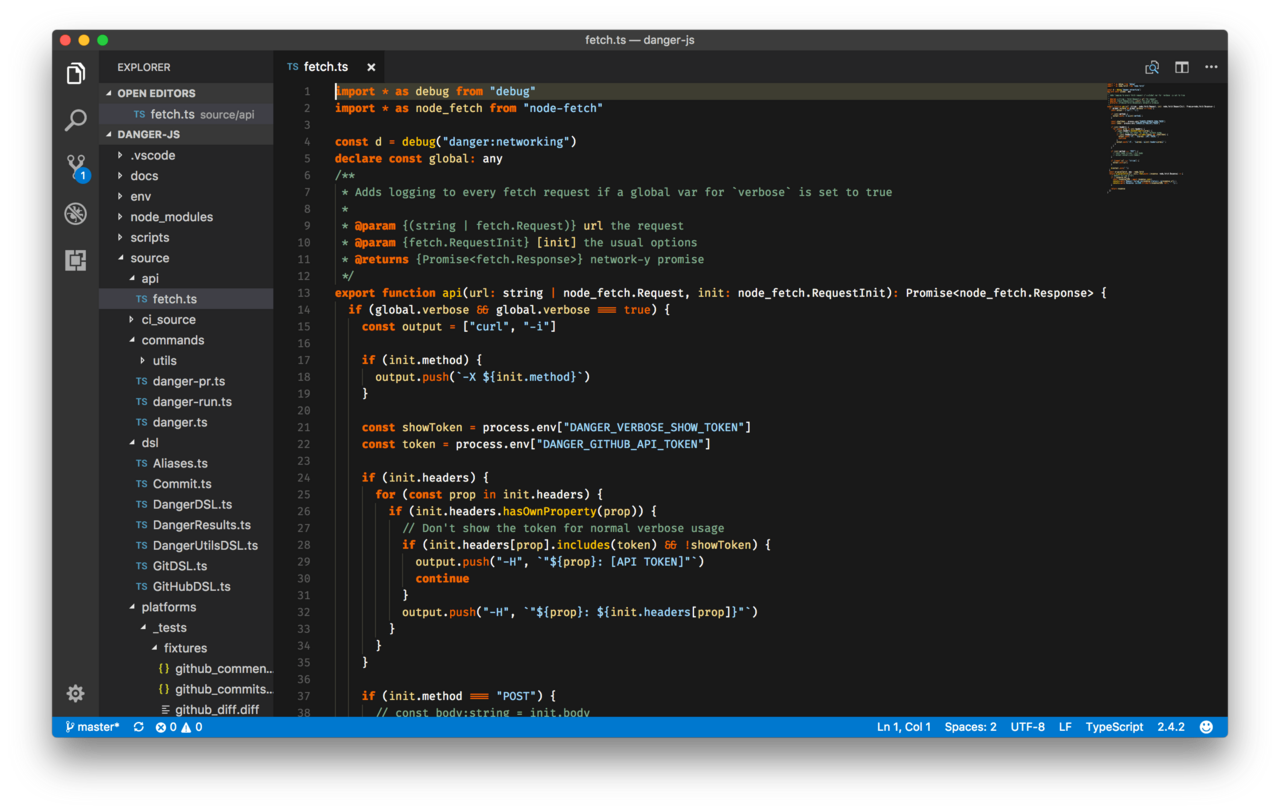 fetch.ts — danger-js
EXPLORER
OPEN EDITORS
TS fetch.ts source/api
DANGER-JS
.vscode
docs
env
node_modules
scripts
source
api
TS fetch.ts
ci_source
commands
utils
TS danger-pr.ts
TS danger-run.ts
TS danger.ts
dsl
TS Aliases.ts
TS Commit.ts
TS DangerDSL.ts
TS DangerResults.ts
TS DangerUtilsDSL.ts
TS GitDSL.ts
TS GitHubDSL.ts
platforms
_tests
fixtures
{} github_commen...
{} github_commits...
github_diff.diff
1
TS fetch.ts ×
1 import * as debug from "debug"
2 import * as node_fetch from "node-fetch"
3
4 const d = debug("danger:networking")
5 declare const global: any
6 /**
7  * Adds logging to every fetch request if a global var for `verbose` is set to true
8  *
9  * @param {(string | fetch.Request)} url the request
10  * @param {fetch.RequestInit} [init] the usual options
11  * @returns {Promise<fetch.Response>} network-y promise
12  */
13 export function api(url: string | node_fetch.Request, init: node_fetch.RequestInit): Promise<node_fetch.Response> {
14   if (global.verbose && global.verbose === true) {
15     const output = ["curl", "-i"]
16
17     if (init.method) {
18       output.push(`-X ${init.method}`)
19     }
20
21     const showToken = process.env["DANGER_VERBOSE_SHOW_TOKEN"]
22     const token = process.env["DANGER_GITHUB_API_TOKEN"]
23
24     if (init.headers) {
25       for (const prop in init.headers) {
26         if (init.headers.hasOwnProperty(prop)) {
27           // Don't show the token for normal verbose usage
28           if (init.headers[prop].includes(token) && !showToken) {
29             output.push("-H", `"${prop}: [API TOKEN]"`)
30             continue
31           }
32           output.push("-H", `"${prop}: ${init.headers[prop]}"`)
33         }
34       }
35     }
36
37     if (init.method === "POST") {
38       // const body:string = init.body
master* 0 0 Ln 1, Col 1 Spaces: 2 UTF-8 LF TypeScript 2.4.2